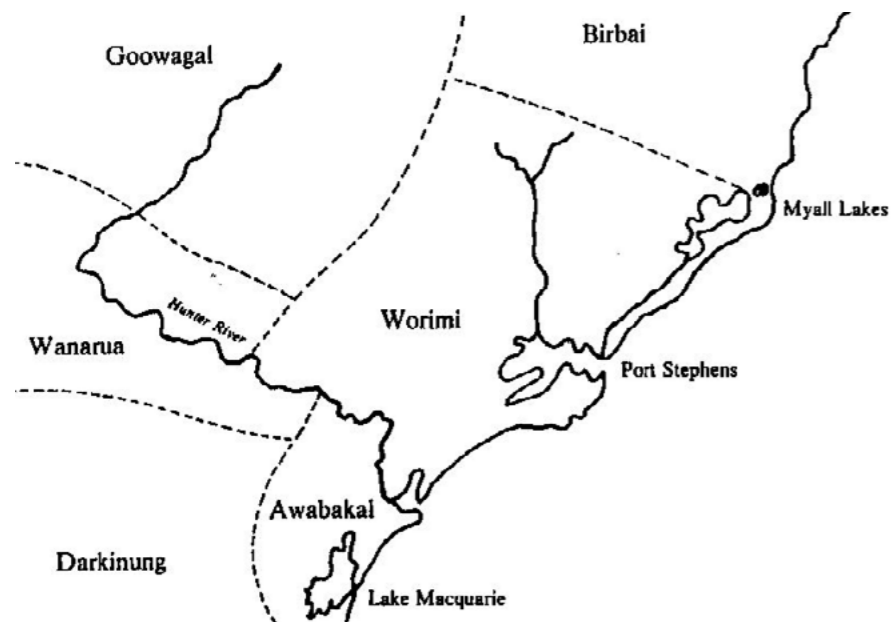 Birbai
Goowagal
Myall Lakes
Hunter River
Worimi
Wanarua
Port Stephens
Awabakal
Darkinung
Lake Macquarie